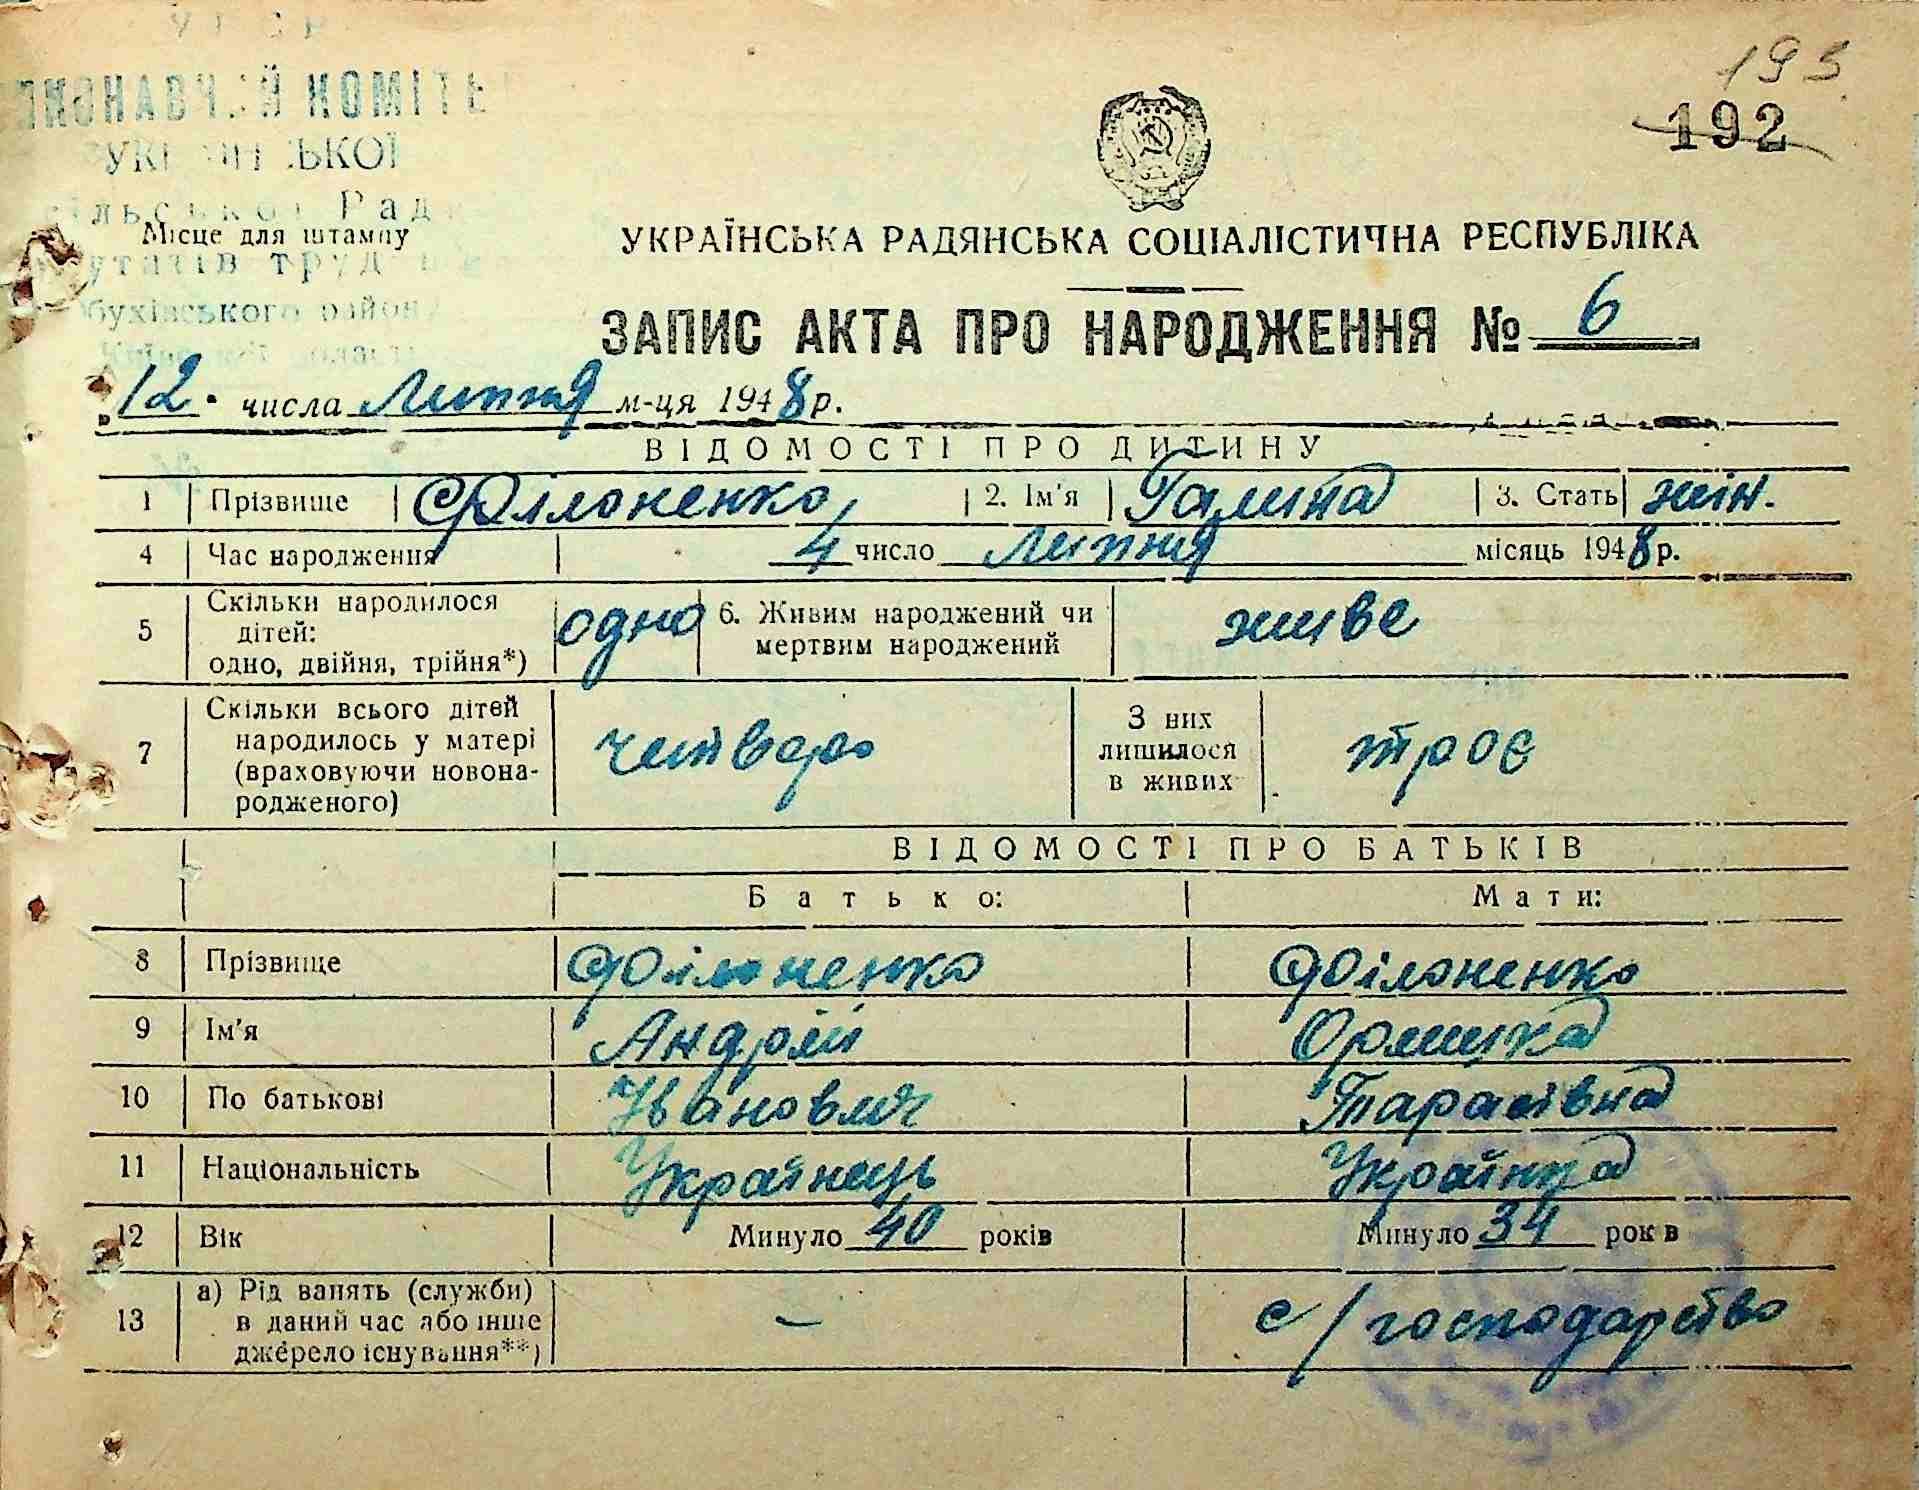 КОМІТЕ
Місце для штампу
195
192
УКРАЇНСЬКА РАДЯНСЬКА СОЦІАЛІСТИЧНА РЕСПУБЛІКА
ЗАПИС АКТА ПРО НАРОДЖЕННЯ № 6
„12" числа Липня м-ця 1948 р.
ВІДОМОСТІ ПРО ДИТИНУ
1 Прізвище Філоненко 2. Ім'я Галина 3. Стать жін.
4 Час народження 4 число Липня місяць 1948 р.
5 Скільки народилося дітей: одно, двійня, трійня*) одно 6. Живим народжений чи мертвим народжений живе
7 Скільки всього дітей народилось у матері (враховуючи новонародженого) четверо З них лишилося в живих троє
ВІДОМОСТІ ПРО БАТЬКІВ
Батько: Мати:
8 Прізвище Філоненко Філоненко
9 Ім'я Андрій Оришка
10 По батькові Іванович Тарасівна
11 Національність Українець Українка
12 Вік Минуло 40 років Минуло 34 років
13 а) Рід занять (служби) в даний час або інше джерело існування**) – с/господарство